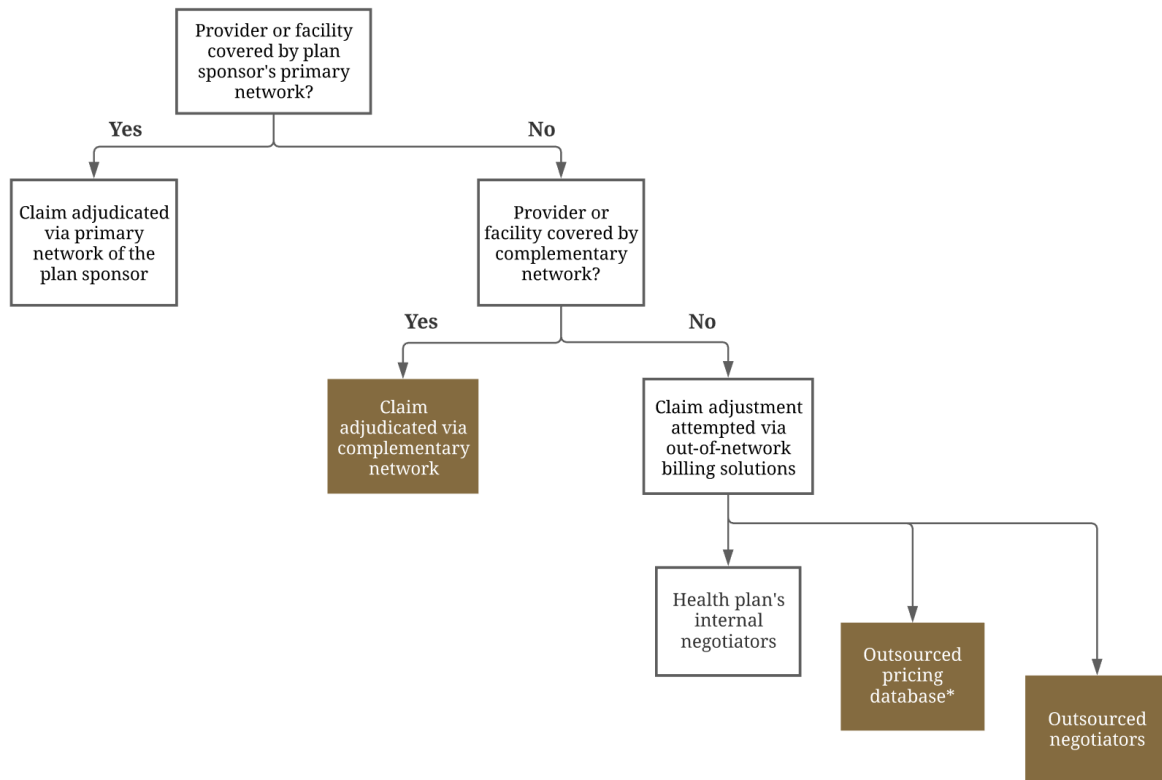 Provider or facility
covered by plan
sponsor's primary
network?
Yes
No
Claim adjudicated
via primary
network of the
plan sponsor
Provider or
facility covered by
complementary
network?
Yes
No
Claim
adjudicated via
complementary
network
Claim adjustment
attempted via
out-of-network
billing solutions
Health plan's
internal
negotiators
Outsourced
pricing
database*
Outsourced
negotiators